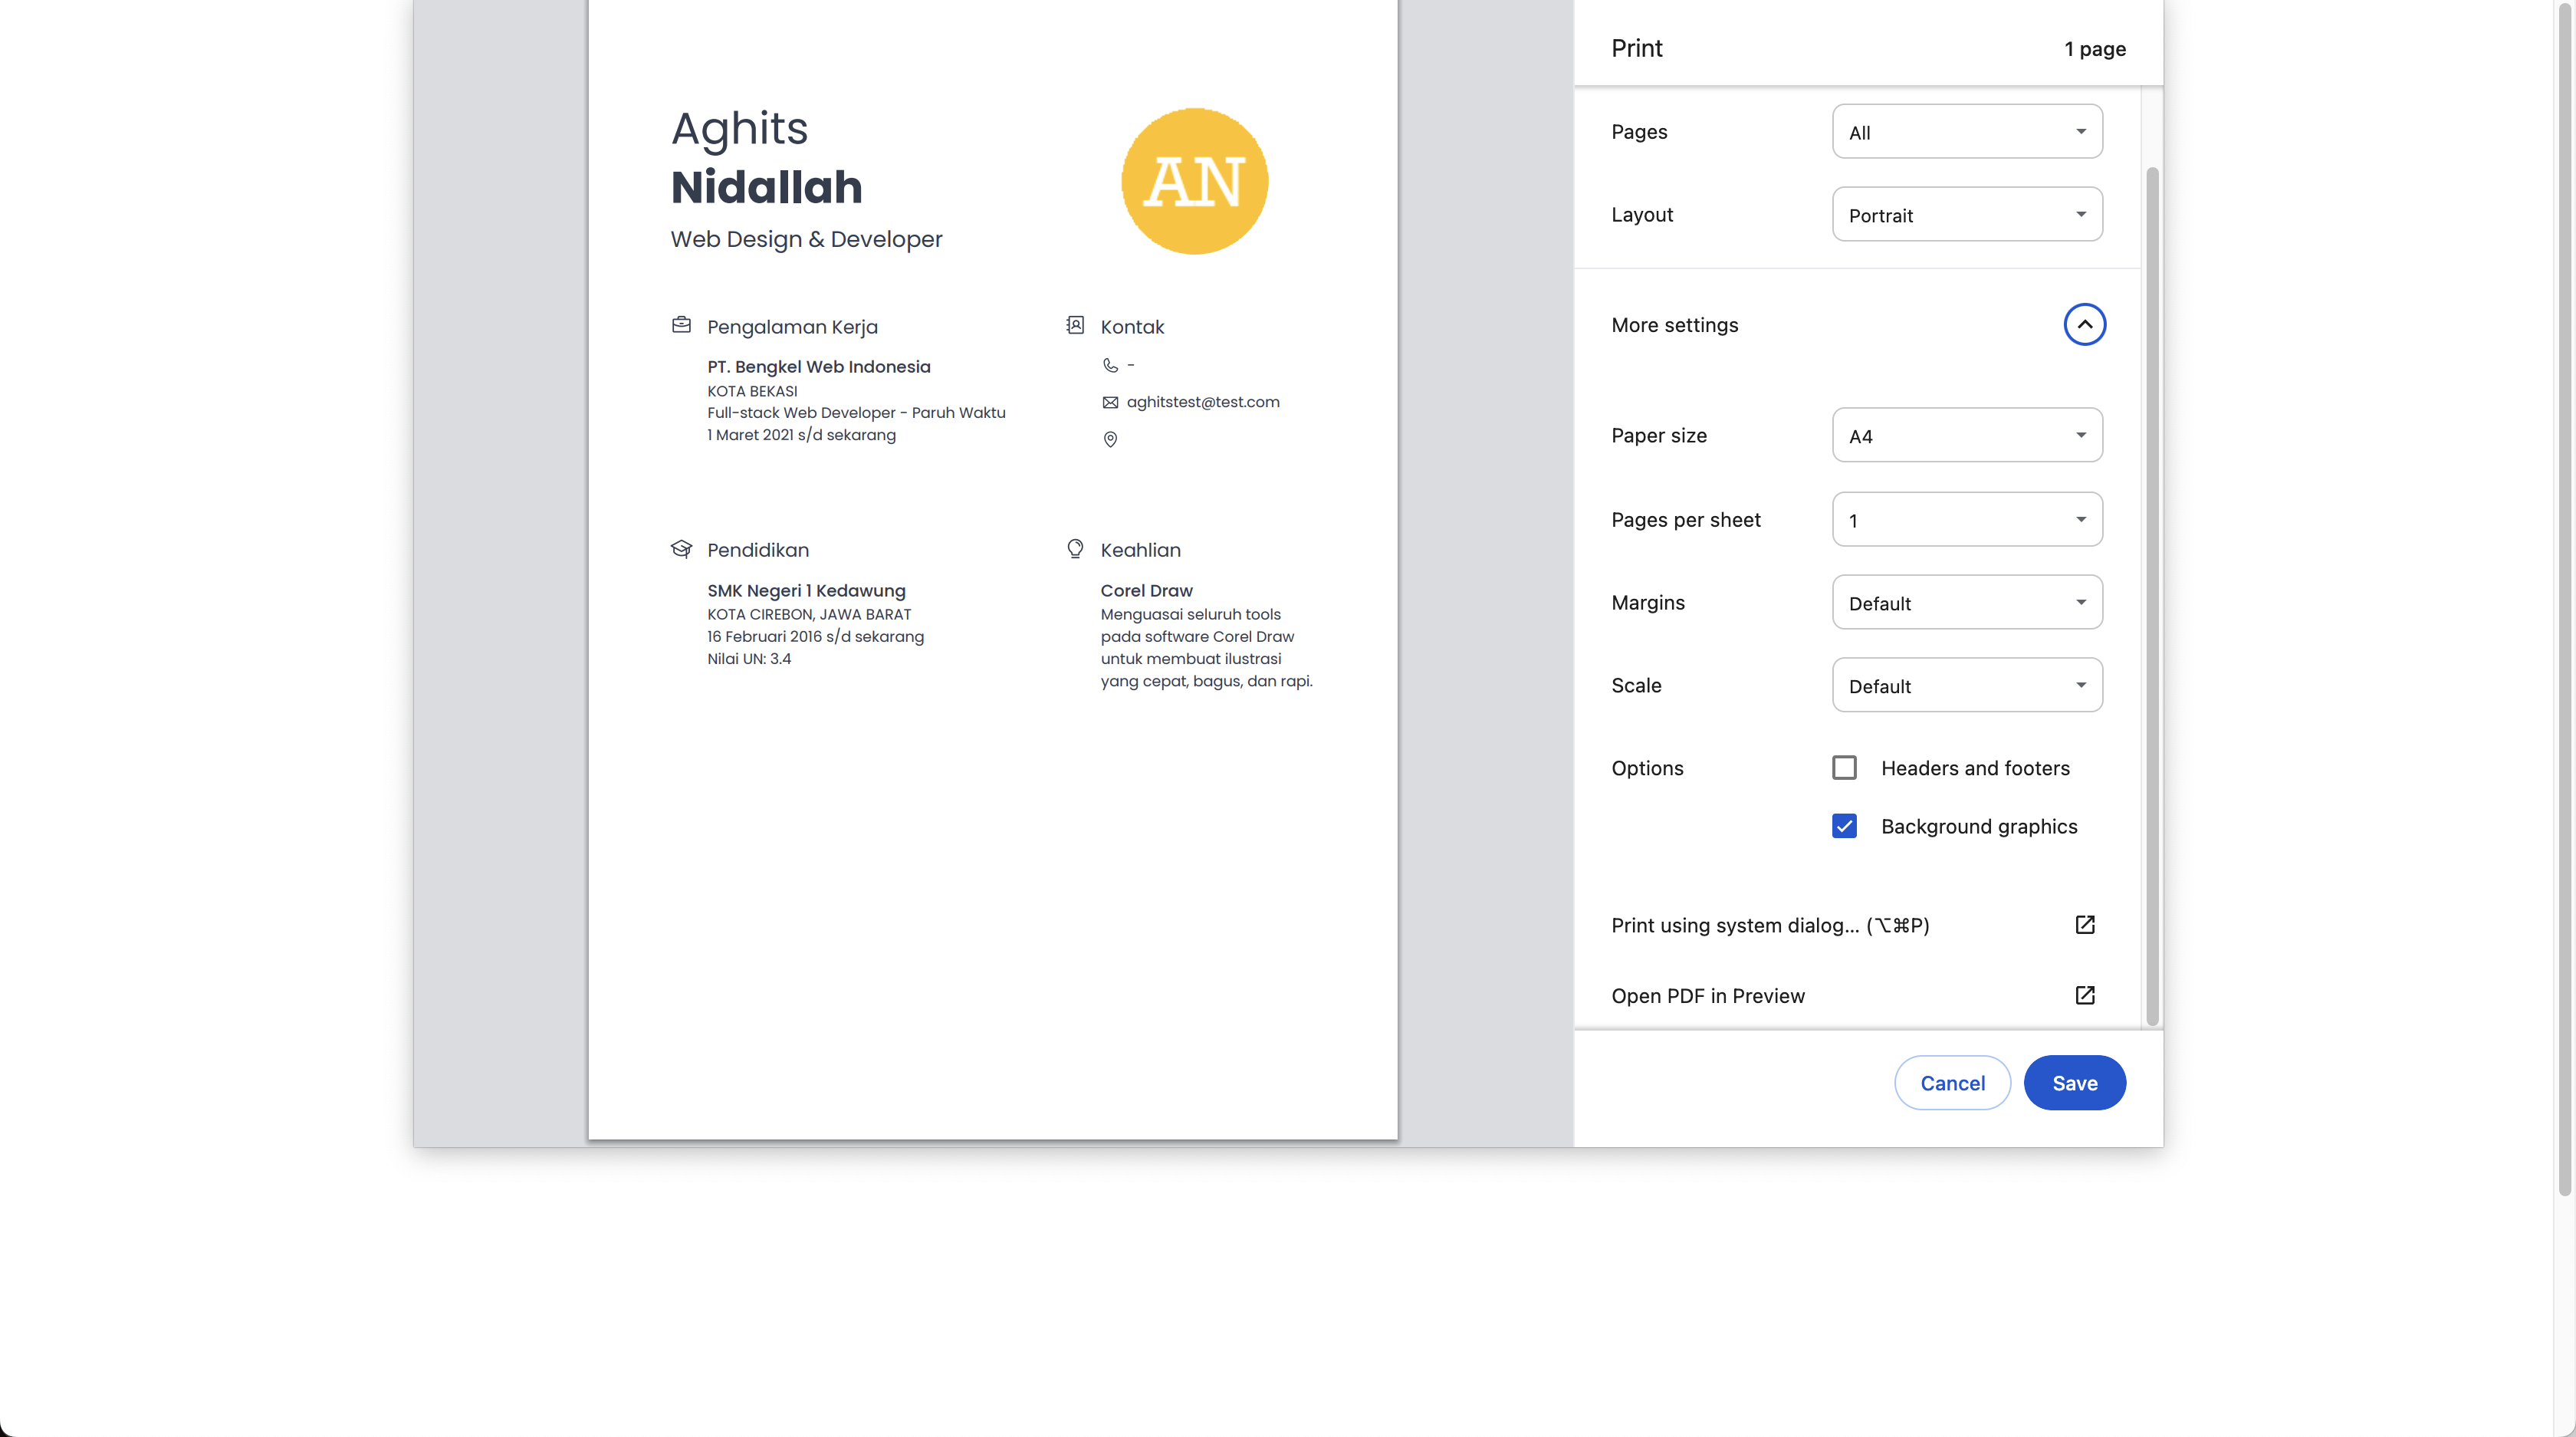 Aghits
Nidallah
Web Design & Developer
AN
Pengalaman Kerja
PT. Bengkel Web Indonesia
KOTA BEKASI
Full-stack Web Developer - Paruh Waktu
1 Maret 2021 s/d sekarang
Kontak
-
aghitstest@test.com
Pendidikan
SMK Negeri 1 Kedawung
KOTA CIREBON, JAWA BARAT
16 Februari 2016 s/d sekarang
Nilai UN: 3.4
Keahlian
Corel Draw
Menguasai seluruh tools
pada software Corel Draw
untuk membuat ilustrasi
yang cepat, bagus, dan rapi.
Print 1 page
Pages All
Layout Portrait
More settings
Paper size A4
Pages per sheet 1
Margins Default
Scale Default
Options Headers and footers
Background graphics
Print using system dialog... (⌥⌘P)
Open PDF in Preview
Cancel Save